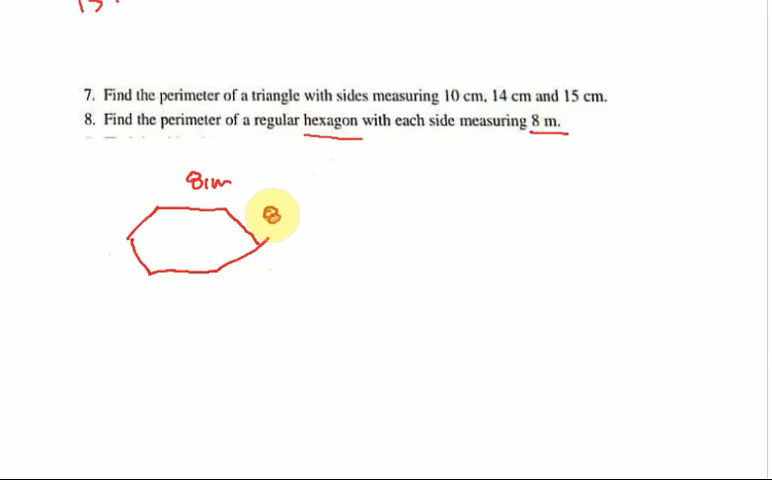 7. Find the perimeter of a triangle with sides measuring 10 cm, 14 cm and 15 cm.
8. Find the perimeter of a regular hexagon with each side measuring 8 m.
8m
8